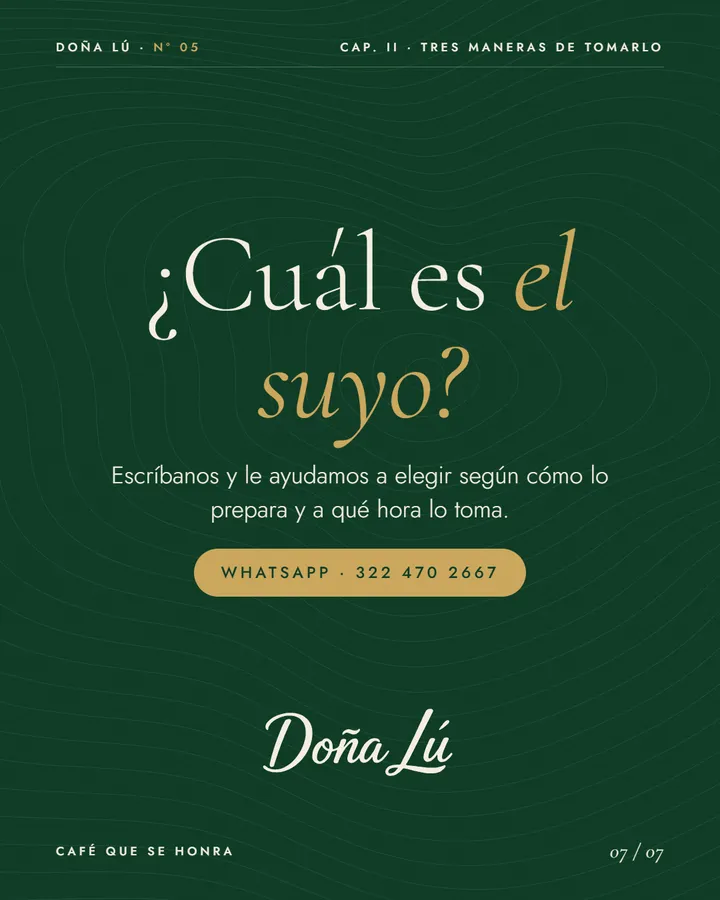 DOÑA LÚ · N° 05
CAP. II · TRES MANERAS DE TOMARLO
¿Cuál es el
suyo?
Escríbanos y le ayudamos a elegir según cómo lo
prepara y a qué hora lo toma.
WHATSAPP · 322 470 2667
Doña Lú
CAFÉ QUE SE HONRA
07 / 07